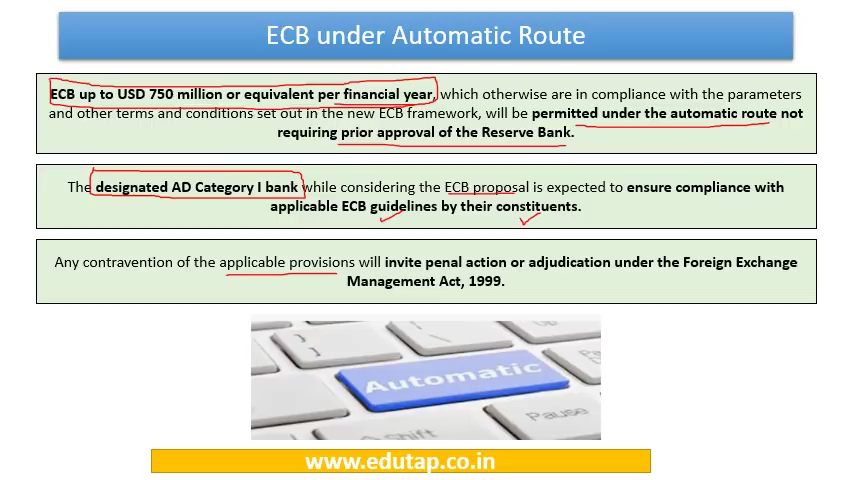 ECB under Automatic Route
ECB up to USD 750 million or equivalent per financial year, which otherwise are in compliance with the parameters
and other terms and conditions set out in the new ECB framework, will be permitted under the automatic route not
requiring prior approval of the Reserve Bank.
The designated AD Category I bank while considering the ECB proposal is expected to ensure compliance with
applicable ECB guidelines by their constituents.
Any contravention of the applicable provisions will invite penal action or adjudication under the Foreign Exchange
Management Act, 1999.
Automatic
Pause
Shift
www.edutap.co.in